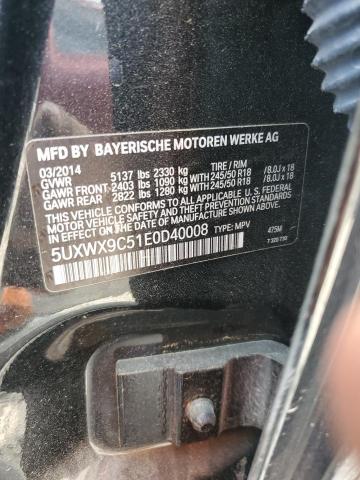 MFD BY BAYERISCHE MOTOREN WERKE AG
03/2014 TIRE / RIM
GVWR 5137 lbs 2330 kg
GAWR FRONT 2403 lbs 1090 kg WITH 245/50 R18 /8.0J x 18
GAWR REAR 2822 lbs 1280 kg WITH 245/50 R18 /8.0J x 18
THIS VEHICLE CONFORMS TO ALL APPLICABLE FEDERAL
MOTOR VEHICLE SAFETY STANDARDS IN EFFECT ON THE DATE
OF MANUFACTURE SHOWN ABOVE.
5UXWX9C51E0D40008 TYPE: MPV 475M